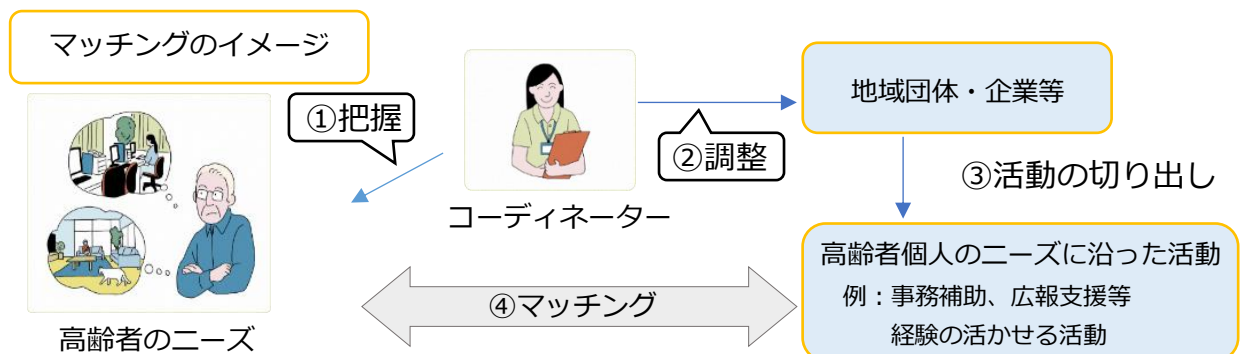 マッチングのイメージ
①把握
コーディネーター
②調整
地域団体・企業等
③活動の切り出し
高齢者個人のニーズに沿った活動
例：事務補助、広報支援等
経験の活かせる活動
④マッチング
高齢者のニーズ